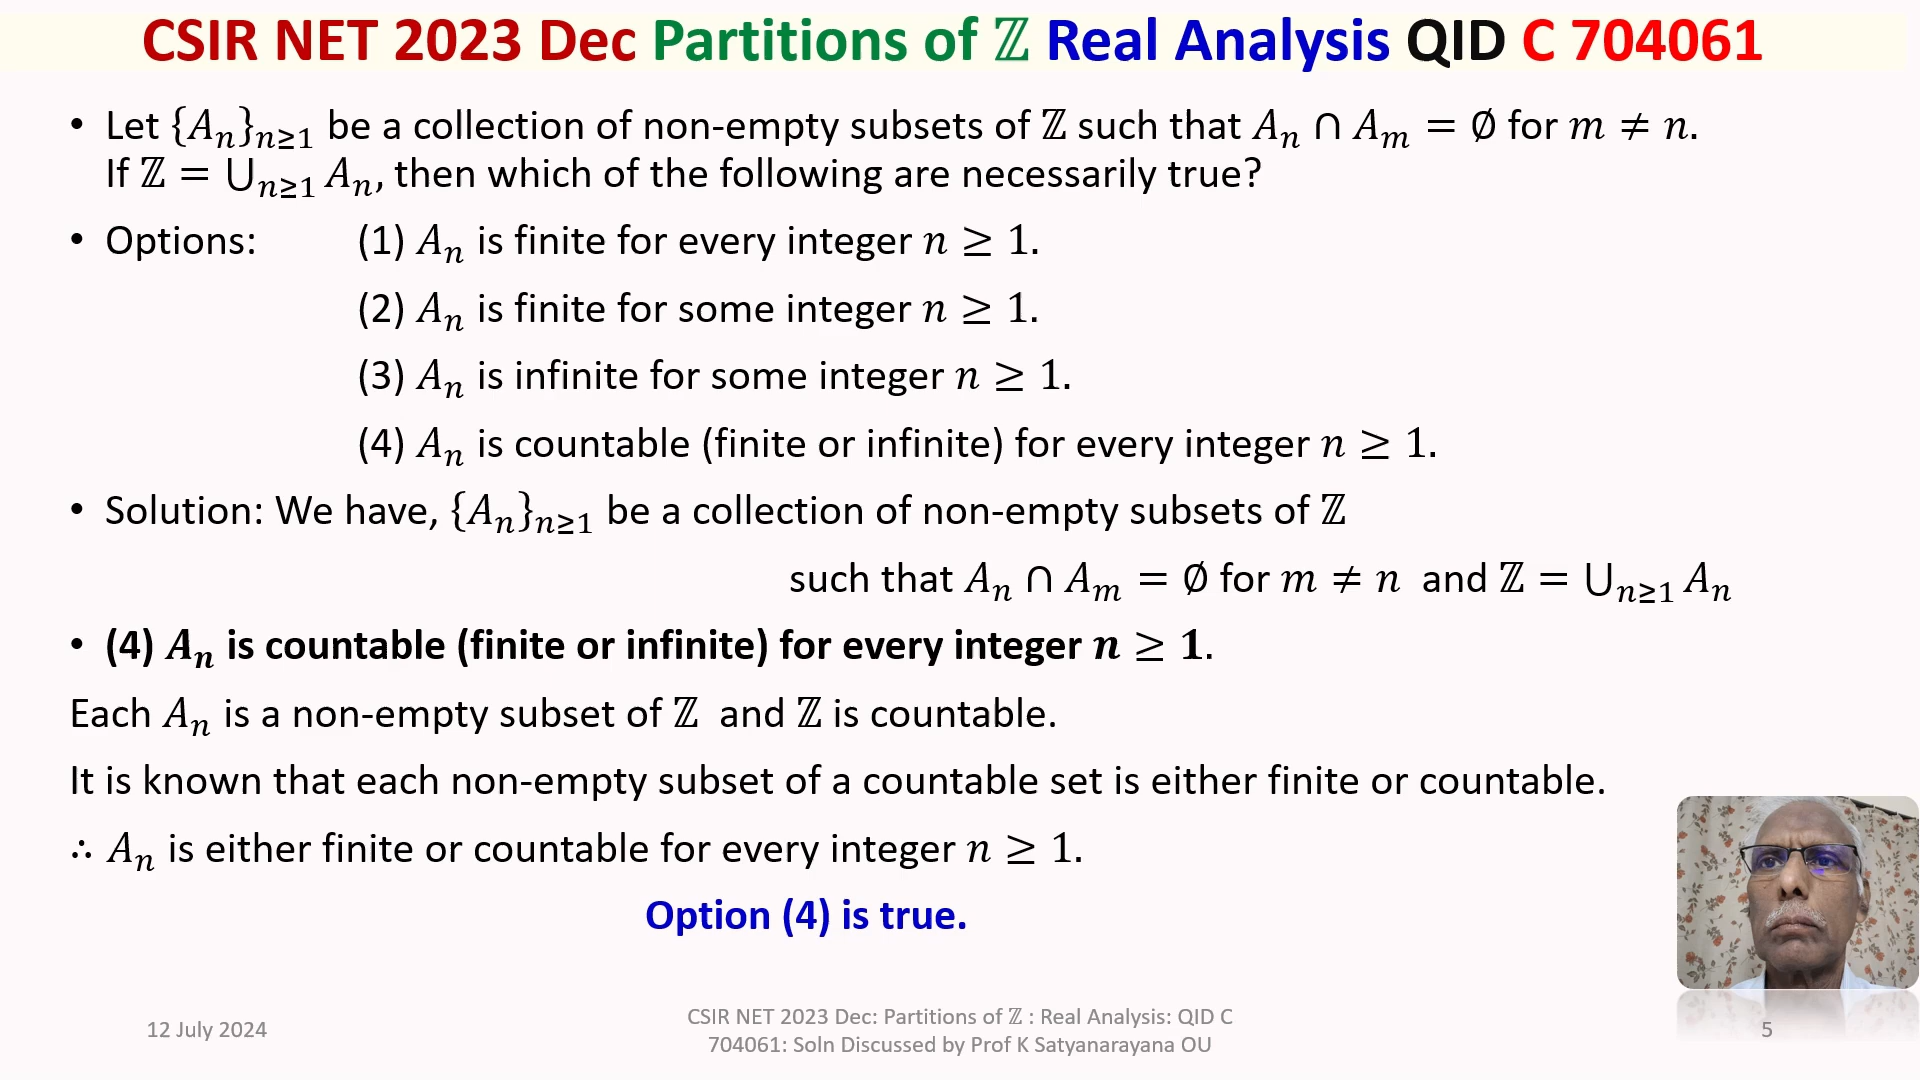 CSIR NET 2023 Dec Partitions of ℤ Real Analysis QID C 704061
• Let {Aₙ}ₙ≥₁ be a collection of non-empty subsets of ℤ such that Aₙ ∩ Aₘ = ∅ for m ≠ n.
If ℤ = ⋃ₙ≥₁ Aₙ, then which of the following are necessarily true?
• Options: (1) Aₙ is finite for every integer n ≥ 1.
(2) Aₙ is finite for some integer n ≥ 1.
(3) Aₙ is infinite for some integer n ≥ 1.
(4) Aₙ is countable (finite or infinite) for every integer n ≥ 1.
• Solution: We have, {Aₙ}ₙ≥₁ be a collection of non-empty subsets of ℤ
such that Aₙ ∩ Aₘ = ∅ for m ≠ n and ℤ = ⋃ₙ≥₁ Aₙ
• (4) Aₙ is countable (finite or infinite) for every integer n ≥ 1.
Each Aₙ is a non-empty subset of ℤ and ℤ is countable.
It is known that each non-empty subset of a countable set is either finite or countable.
∴ Aₙ is either finite or countable for every integer n ≥ 1.
Option (4) is true.
12 July 2024
CSIR NET 2023 Dec: Partitions of ℤ : Real Analysis: QID C
704061: Soln Discussed by Prof K Satyanarayana OU
5